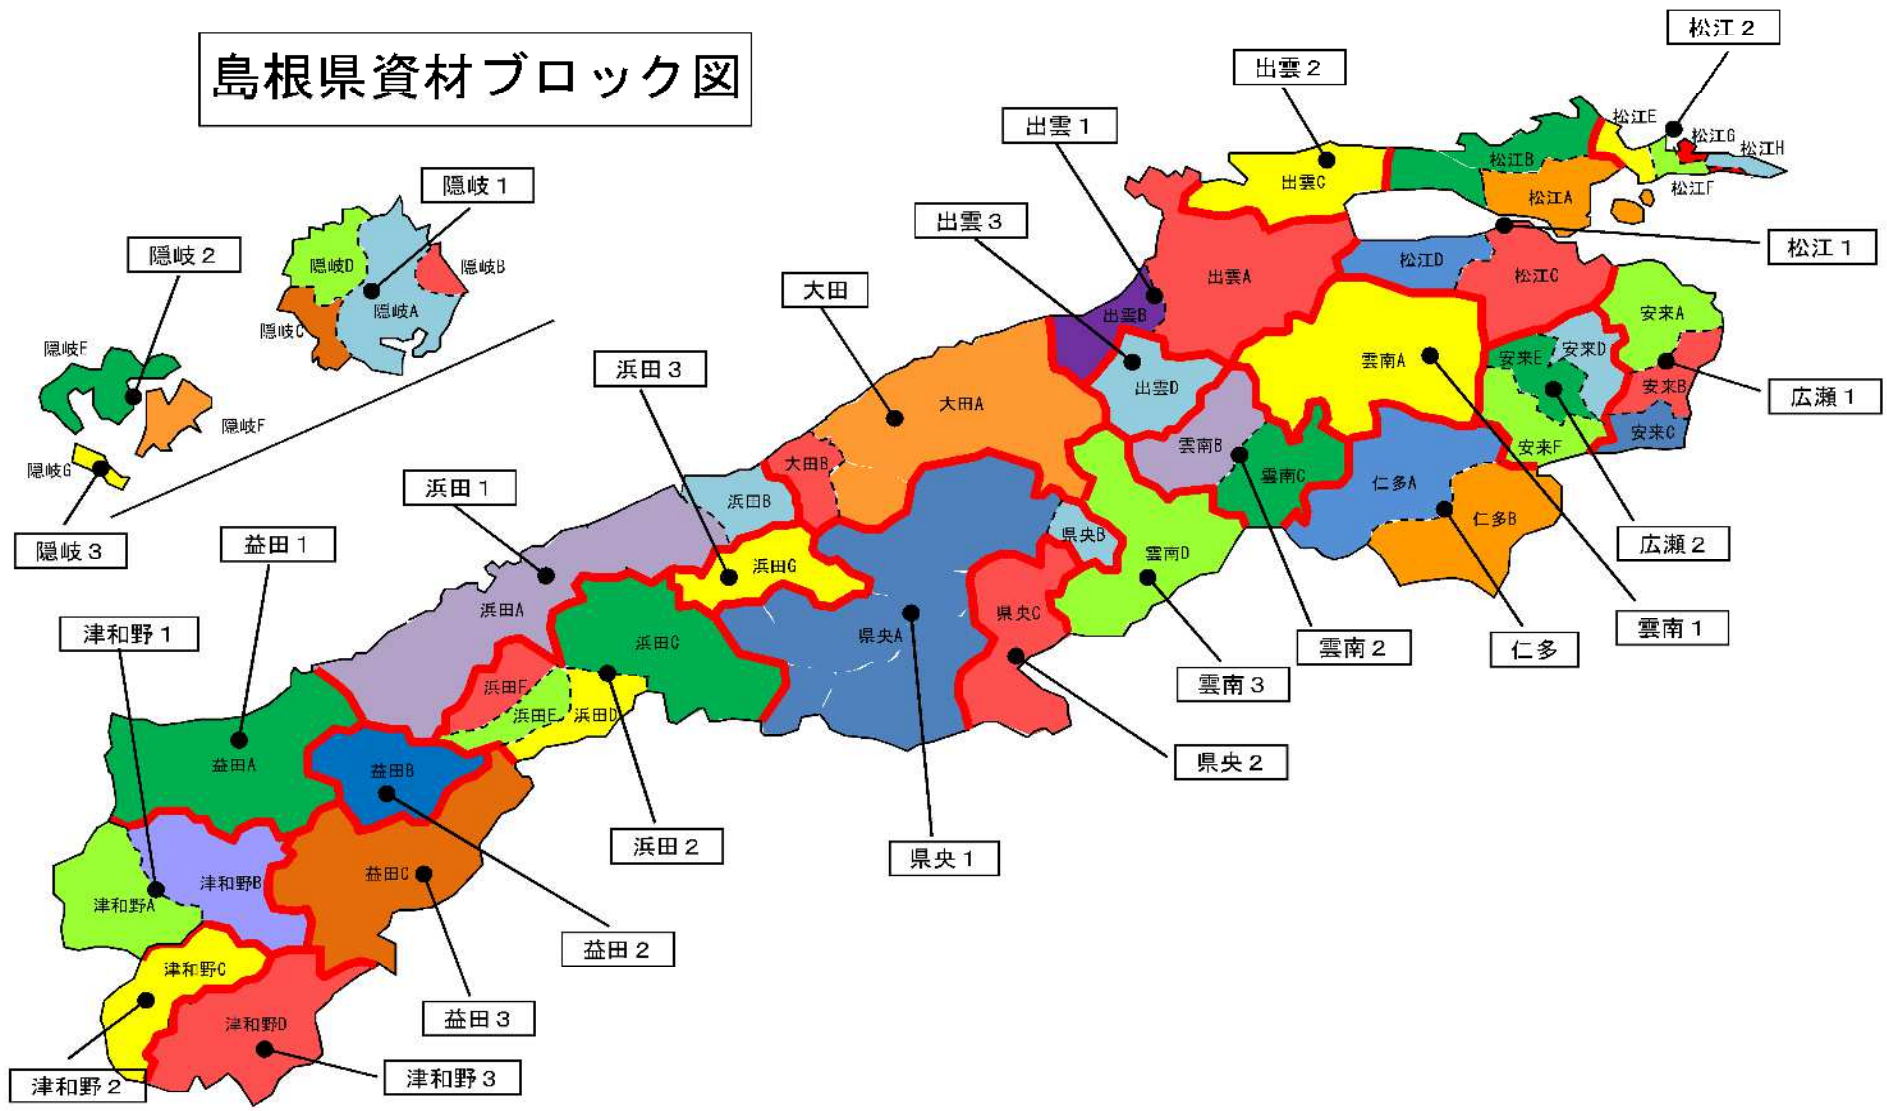 島根県資材ブロック図
松江２
出雲２
出雲１
松江E
松江G
松江H
松江B
松江F
松江A
出雲C
隠岐１
隠岐２
出雲３
松江１
隠岐D
隠岐B
隠岐A
隠岐C
大田
出雲A
松江D
松江C
出雲B
安来A
隠岐E
浜田３
出雲D
雲南A
安来E
安来D
安来B
広瀬１
大田A
隠岐F
隠岐G
安来C
雲南B
安来F
大田B
雲南C
仁多A
浜田１
浜田B
仁多B
県央B
隠岐３
益田１
広瀬２
雲南D
浜田G
浜田A
県央C
県央A
浜田C
津和野１
雲南１
雲南２
仁多
雲南３
浜田F
浜田E
浜田D
県央２
益田A
益田B
浜田２
県央１
益田C
津和野B
津和野A
益田２
津和野C
益田３
津和野D
津和野２
津和野３